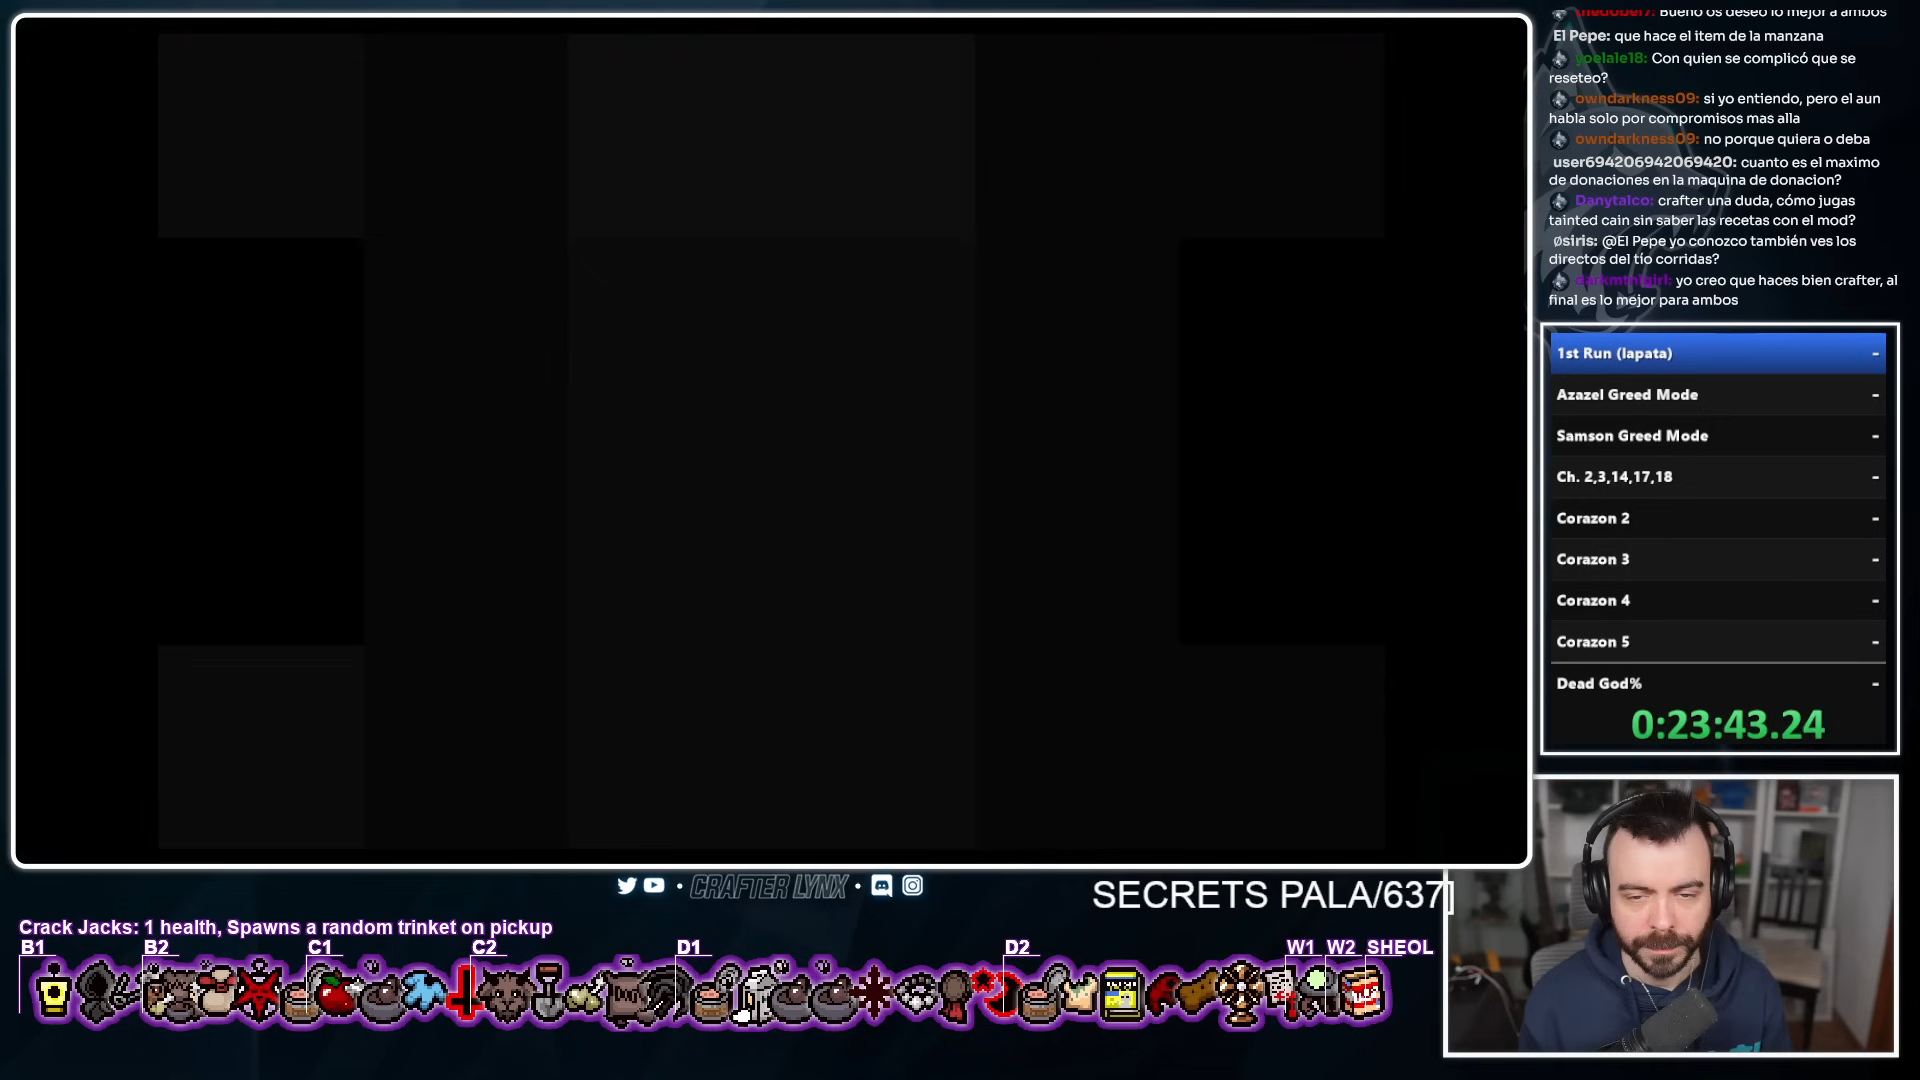 thedober7: Bueno os deseo lo mejor a ambos
El Pepe: que hace el item de la manzana
yoelale18: Con quien se complicó que se
reseteo?
owndarkness09: si yo entiendo, pero el aun
habla solo por compromisos mas alla
owndarkness09: no porque quiera o deba
user694206942069420: cuanto es el maximo
de donaciones en la maquina de donacion?
Danytalco: crafter una duda, cómo jugas
tainted cain sin saber las recetas con el mod?
Øsiris: @El Pepe yo conozco también ves los
directos del tío corridas?
yo creo que haces bien crafter, al
final es lo mejor para ambos
1st Run (lapata) -
Azazel Greed Mode -
Samson Greed Mode -
Ch. 2,3,14,17,18 -
Corazon 2 -
Corazon 3 -
Corazon 4 -
Corazon 5 -
Dead God% -
0:23:43.24
CRAFTER LYNX
SECRETS PALA/637]
Crack Jacks: 1 health, Spawns a random trinket on pickup
B1 B2 C1 C2 D1 D2 W1 W2 SHEOL